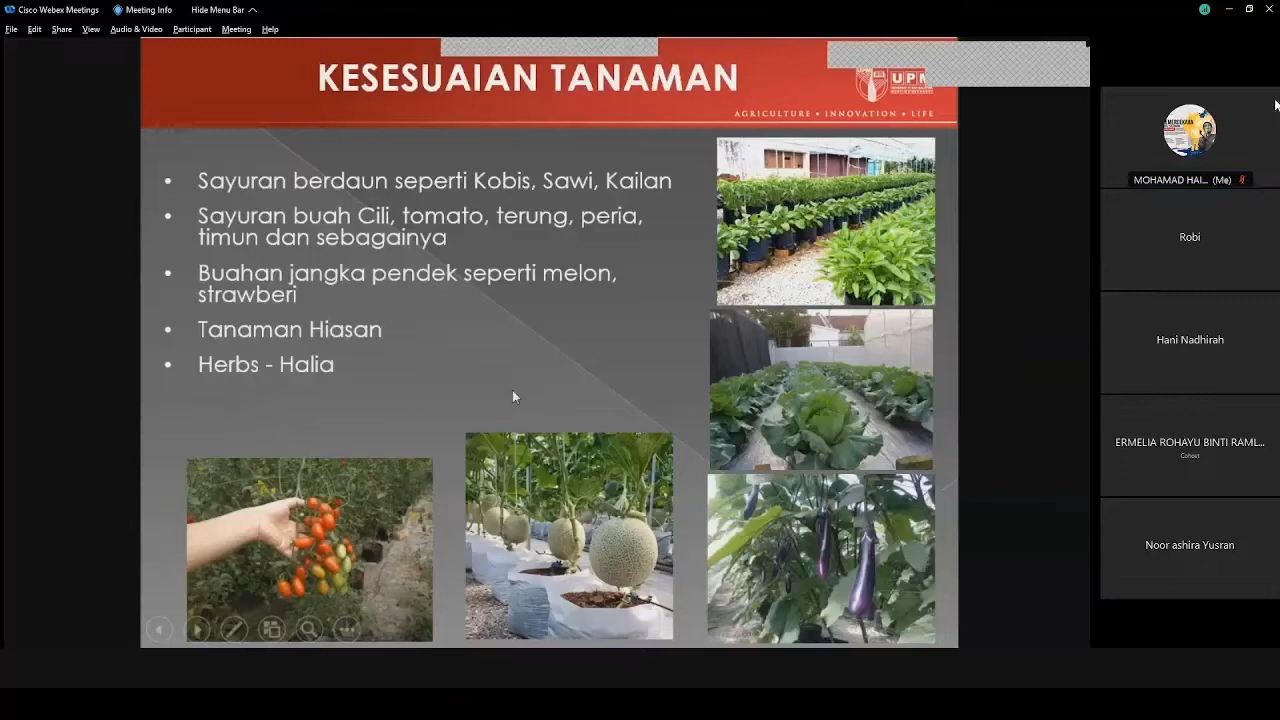 Cisco Webex Meetings
Meeting Info
Hide Menu Bar
File Edit Share View Audio & Video Participant Meeting Help
KESESUAIAN TANAMAN
UPM
AGRICULTURE • INNOVATION • LIFE
• Sayuran berdaun seperti Kobis, Sawi, Kailan
• Sayuran buah Cili, tomato, terung, peria,
timun dan sebagainya
• Buahan jangka pendek seperti melon,
strawberi
• Tanaman Hiasan
• Herbs - Halia
MOHAMAD HAI... (Me)
Robi
Hani Nadhirah
ERMELIA ROHAYU BINTI RAML...
Cohost
Noor ashira Yusran